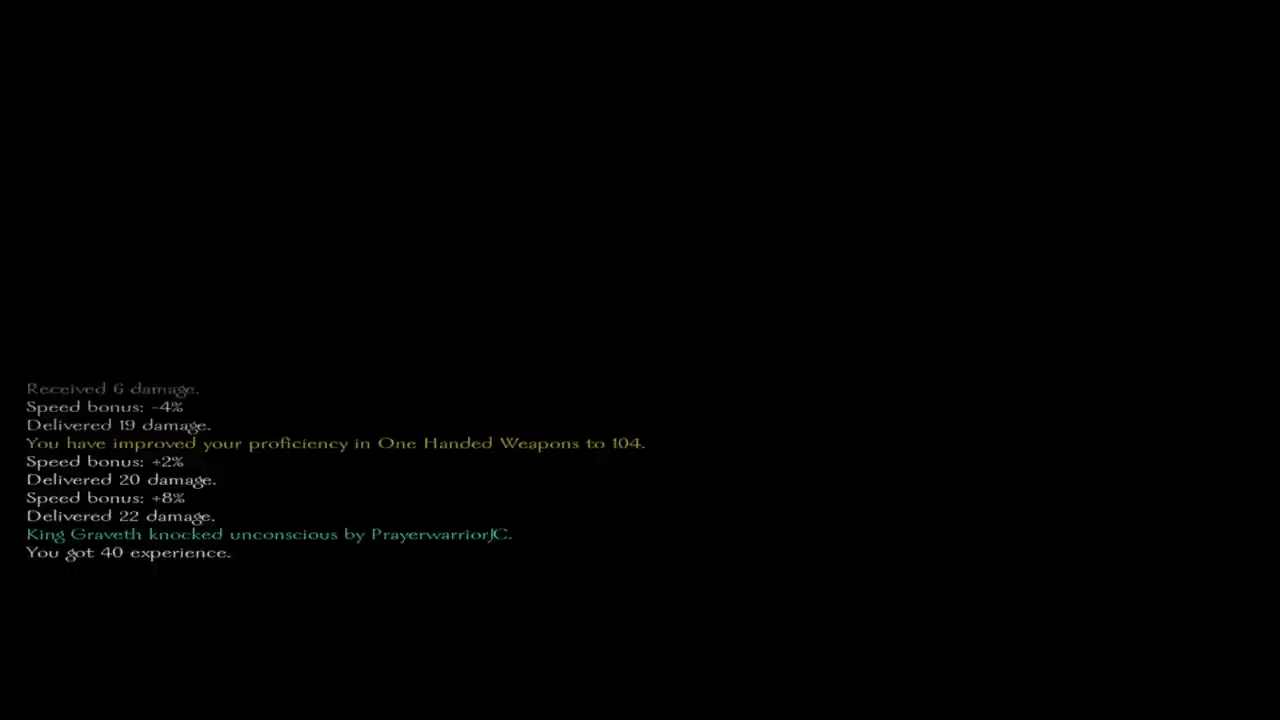 Received 6 damage.
Speed bonus: -4%
Delivered 19 damage.
You have improved your proficiency in One Handed Weapons to 104.
Speed bonus: +2%
Delivered 20 damage.
Speed bonus: +8%
Delivered 22 damage.
King Graveth knocked unconscious by PrayerwarriorJC.
You got 40 experience.